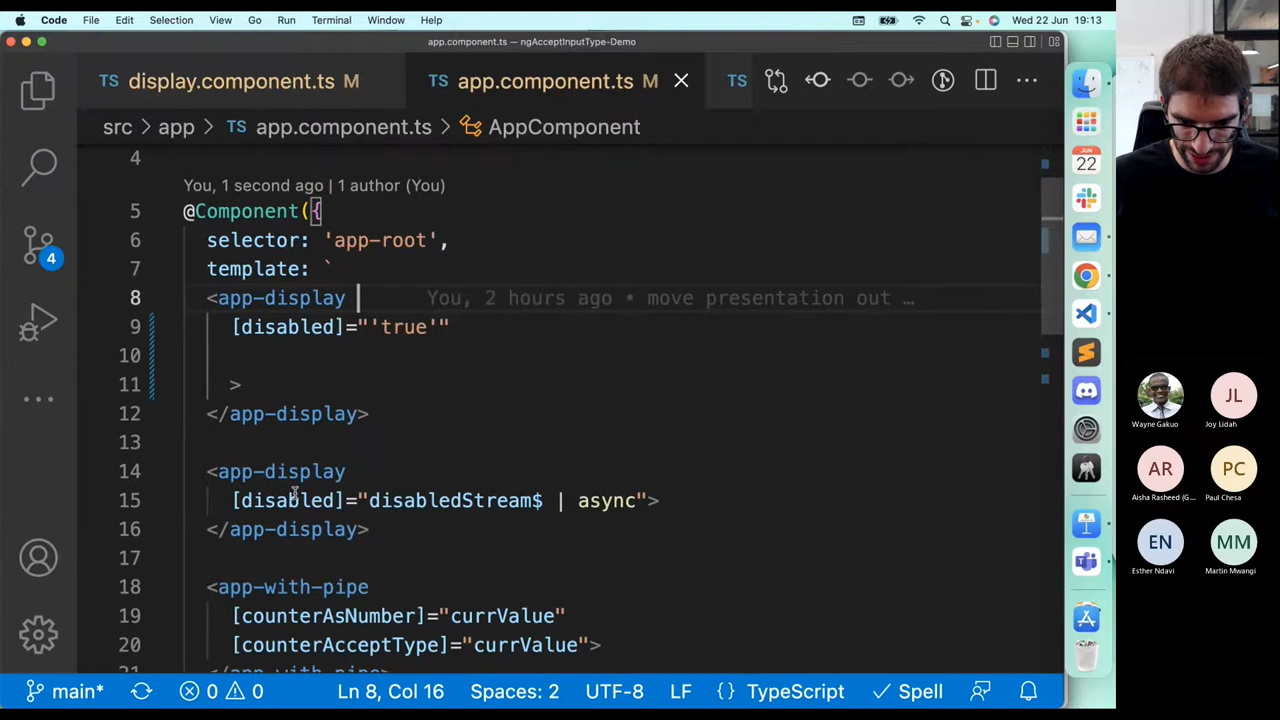 Code File Edit Selection View Go Run Terminal Window Help Wed 22 Jun 19:13
app.component.ts — ngAcceptInputType-Demo
TS display.component.ts M TS app.component.ts M TS
src > app > TS app.component.ts > AppComponent
4
You, 1 second ago | 1 author (You)
5 @Component({
6 selector: 'app-root',
7 template: `
8 <app-display You, 2 hours ago • move presentation out …
9 [disabled]="'true'"
10
11 >
12 </app-display>
13
14 <app-display
15 [disabled]="disabledStream$ | async">
16 </app-display>
17
18 <app-with-pipe
19 [counterAsNumber]="currValue"
20 [counterAcceptType]="currValue">
21 </app-with-pipe>
4
main* 0 0 Ln 8, Col 16 Spaces: 2 UTF-8 LF {} TypeScript Spell
JUN
22
Wayne Gakuo
JL
Joy Lidah
AR
Aisha Rasheed (G...
PC
Paul Chesa
EN
Esther Ndavi
MM
Martin Mwangi